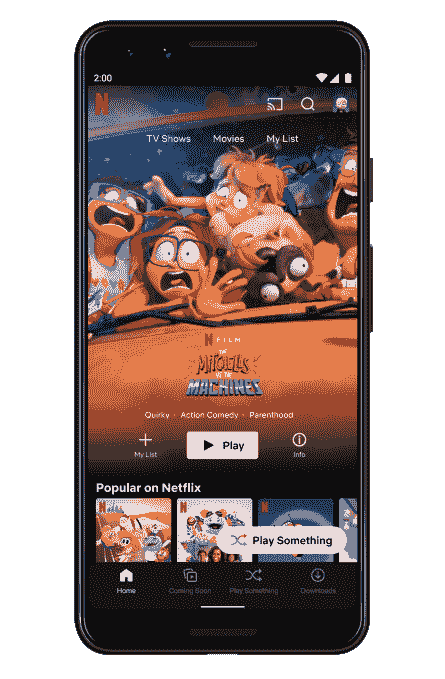 2:00
N
TV Shows Movies My List
N FILM
THE
MITCHELLS
VS THE
MACHINES
Quirky • Action Comedy • Parenthood
My List
Play
Info
Popular on Netflix
N N N
Play Something
Home Coming Soon Play Something Downloads